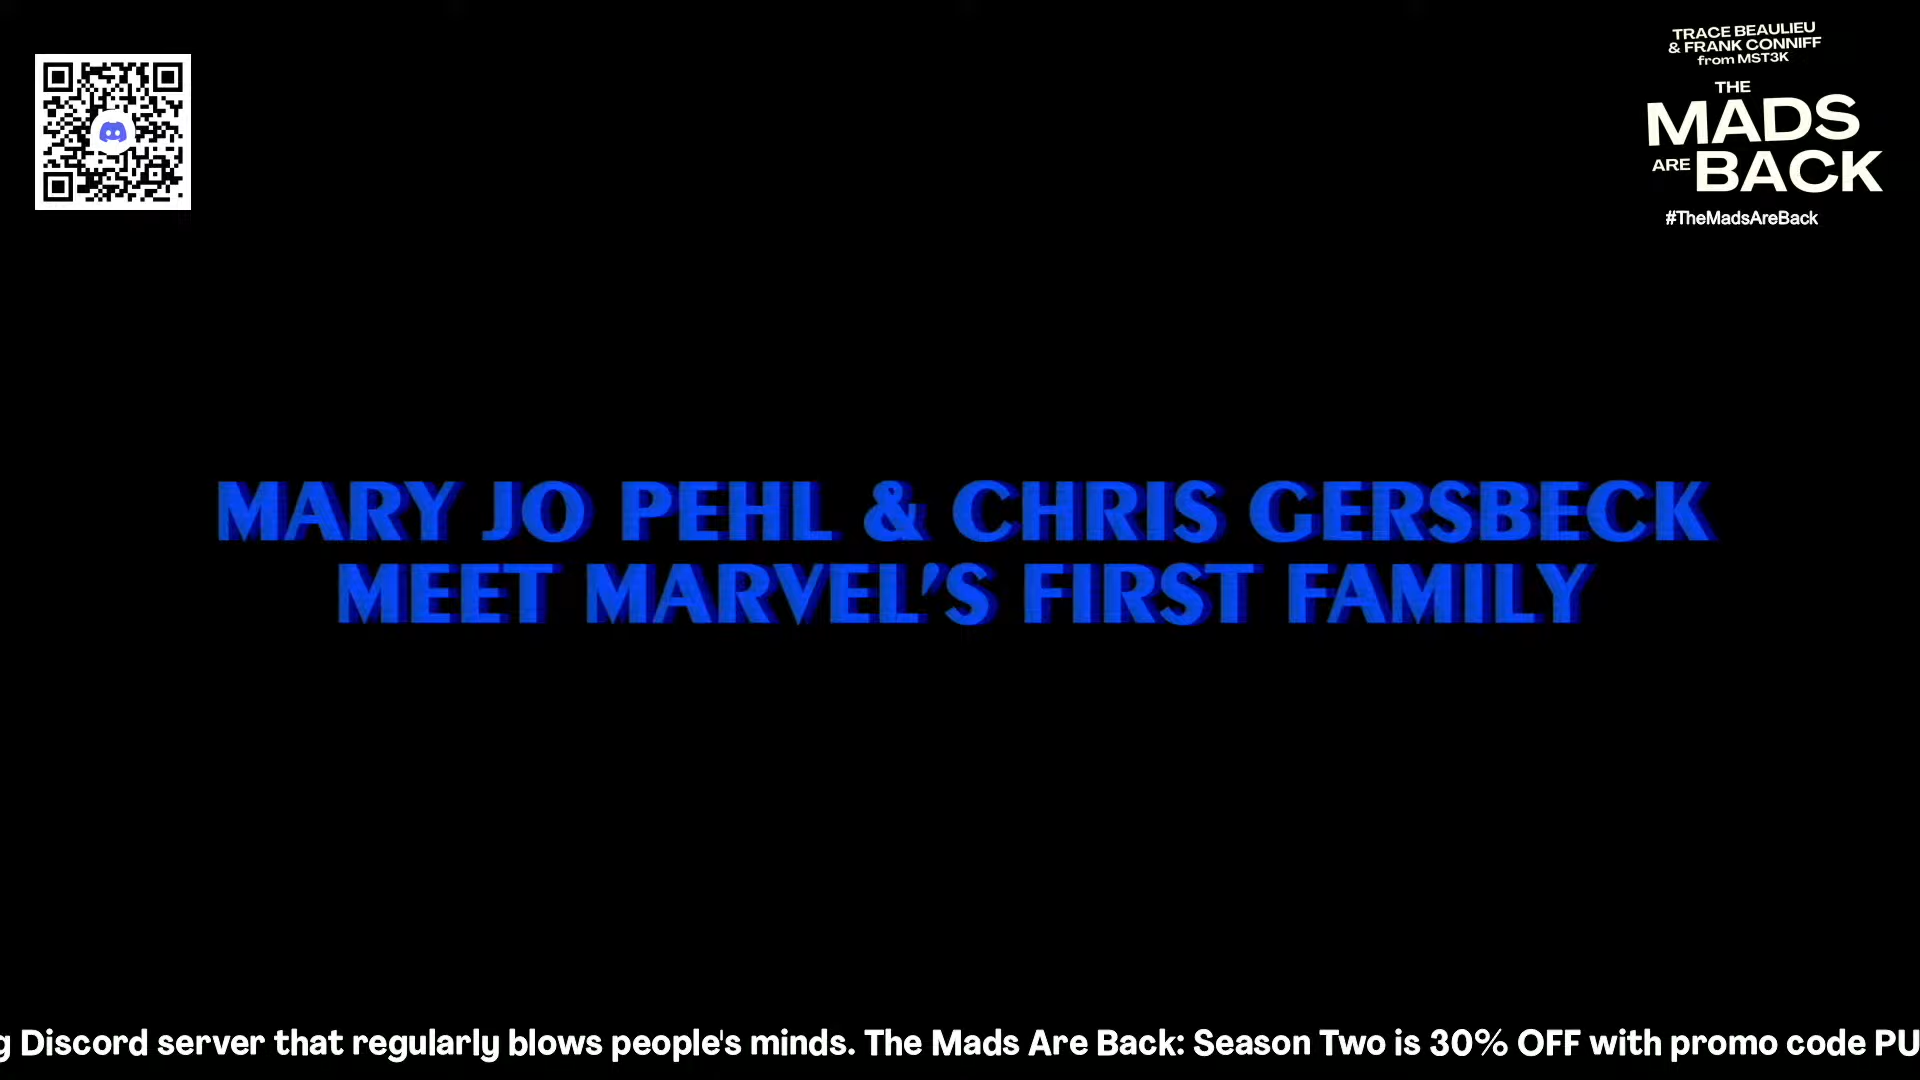 TRACE BEAULIEU
& FRANK CONNIFF
from MST3K
THE
MADS
ARE BACK
#TheMadsAreBack
MARY JO PEHL & CHRIS GERSBECK
MEET MARVEL’S FIRST FAMILY
g Discord server that regularly blows people's minds. The Mads Are Back: Season Two is 30% OFF with promo code PU